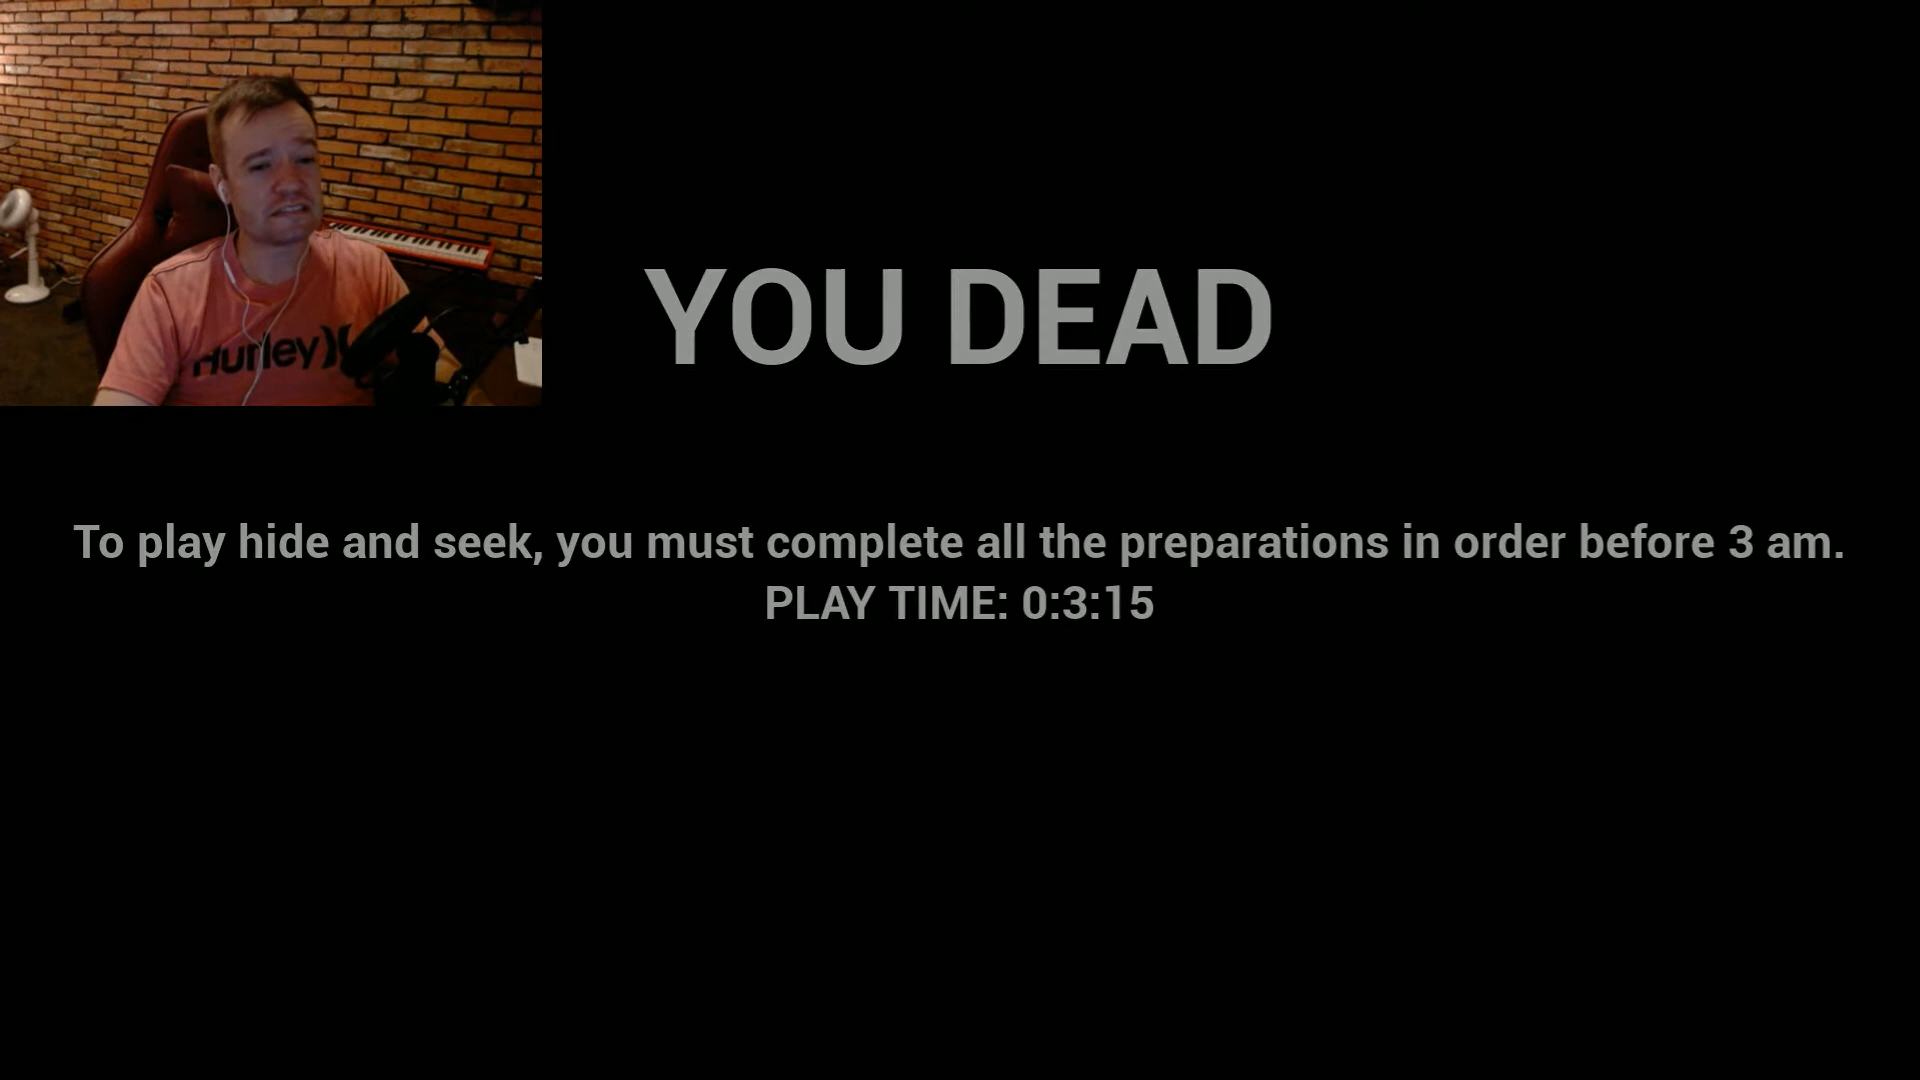 Hurley
YOU DEAD
To play hide and seek, you must complete all the preparations in order before 3 am.
PLAY TIME: 0:3:15